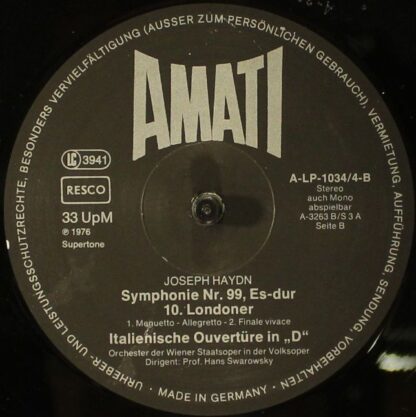 URHEBER- UND LEISTUNGSSCHUTZRECHTE, BESONDERS VERVIELFÄLTIGUNG (AUSSER ZUM PERSÖNLICHEN GEBRAUCH), VERMIETUNG, AUFFÜHRUNG, SENDUNG, VORBEHALTEN
AMATI
LC 3941
RESCO
33 UpM
Ⓟ 1976
Supertone
A-LP-1034/4-B
Stereo
auch Mono
abspielbar
A-3263 B/S 3 A
Seite B
JOSEPH HAYDN
Symphonie Nr. 99, Es-dur
10. Londoner
1. Menuetto - Allegretto - 2. Finale vivace
Italienische Ouvertüre in „D“
Orchester der Wiener Staatsoper in der Volksoper
Dirigent: Prof. Hans Swarowsky
• MADE IN GERMANY •